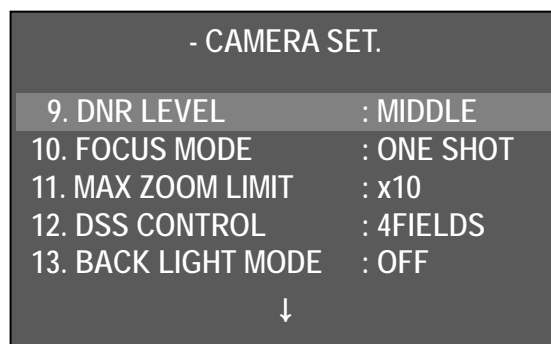 - CAMERA SET.
9. DNR LEVEL : MIDDLE
10. FOCUS MODE : ONE SHOT
11. MAX ZOOM LIMIT : x10
12. DSS CONTROL : 4FIELDS
13. BACK LIGHT MODE : OFF
↓